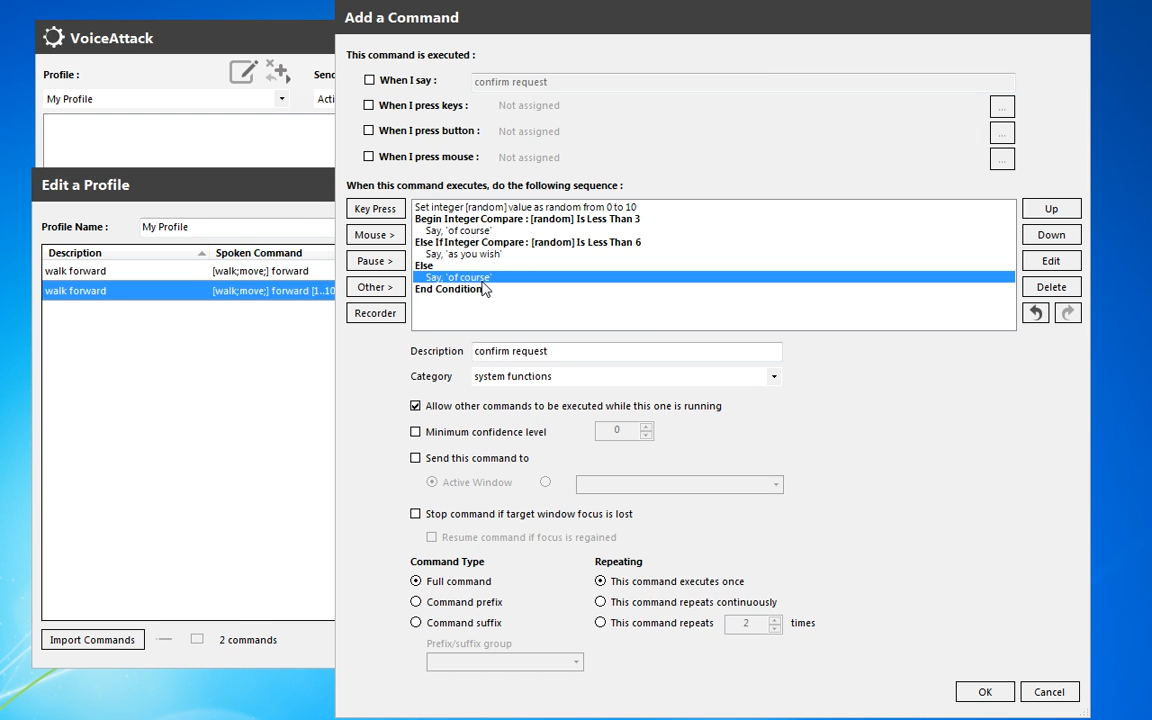 VoiceAttack
Profile :
Send
My Profile
Acti
Edit a Profile
Profile Name :
My Profile
Description
Spoken Command
walk forward
[walk;move;] forward
walk forward
[walk;move;] forward [1..10
Import Commands
2 commands
Add a Command
This command is executed :
When I say :
confirm request
When I press keys :
Not assigned
...
When I press button :
Not assigned
...
When I press mouse :
Not assigned
...
When this command executes, do the following sequence :
Key Press
Mouse >
Pause >
Other >
Recorder
Set integer [random] value as random from 0 to 10
Begin Integer Compare : [random] Is Less Than 3
Say, 'of course'
Else If Integer Compare : [random] Is Less Than 6
Say, 'as you wish'
Else
Say, 'of course'
End Condition
Up
Down
Edit
Delete
Description
confirm request
Category
system functions
Allow other commands to be executed while this one is running
Minimum confidence level
0
Send this command to
Active Window
Stop command if target window focus is lost
Resume command if focus is regained
Command Type
Full command
Command prefix
Command suffix
Prefix/suffix group
Repeating
This command executes once
This command repeats continuously
This command repeats
2
times
OK
Cancel